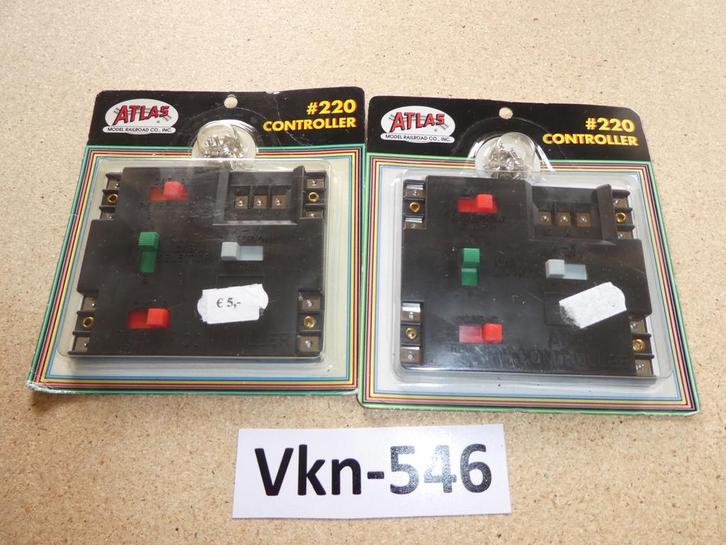 ATLAS
MODEL RAILROAD CO., INC.
#220
CONTROLLER
€ 5,-
ATLAS
MODEL RAILROAD CO., INC.
#220
CONTROLLER
CONTROLLER
Vkn-546